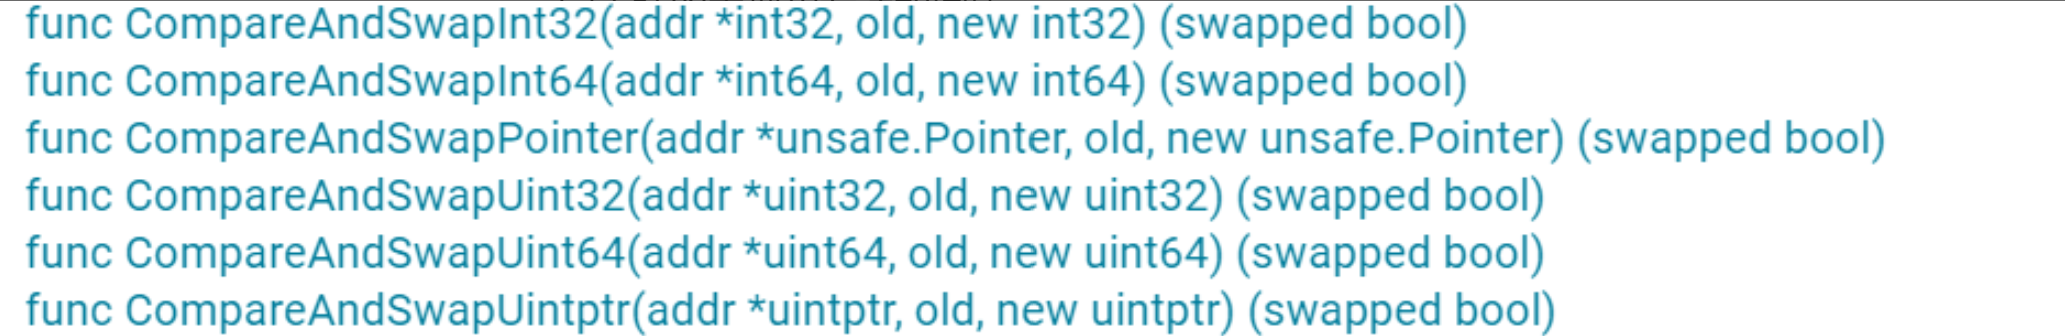 func CompareAndSwapInt32(addr *int32, old, new int32) (swapped bool)
func CompareAndSwapInt64(addr *int64, old, new int64) (swapped bool)
func CompareAndSwapPointer(addr *unsafe.Pointer, old, new unsafe.Pointer) (swapped bool)
func CompareAndSwapUint32(addr *uint32, old, new uint32) (swapped bool)
func CompareAndSwapUint64(addr *uint64, old, new uint64) (swapped bool)
func CompareAndSwapUintptr(addr *uintptr, old, new uintptr) (swapped bool)